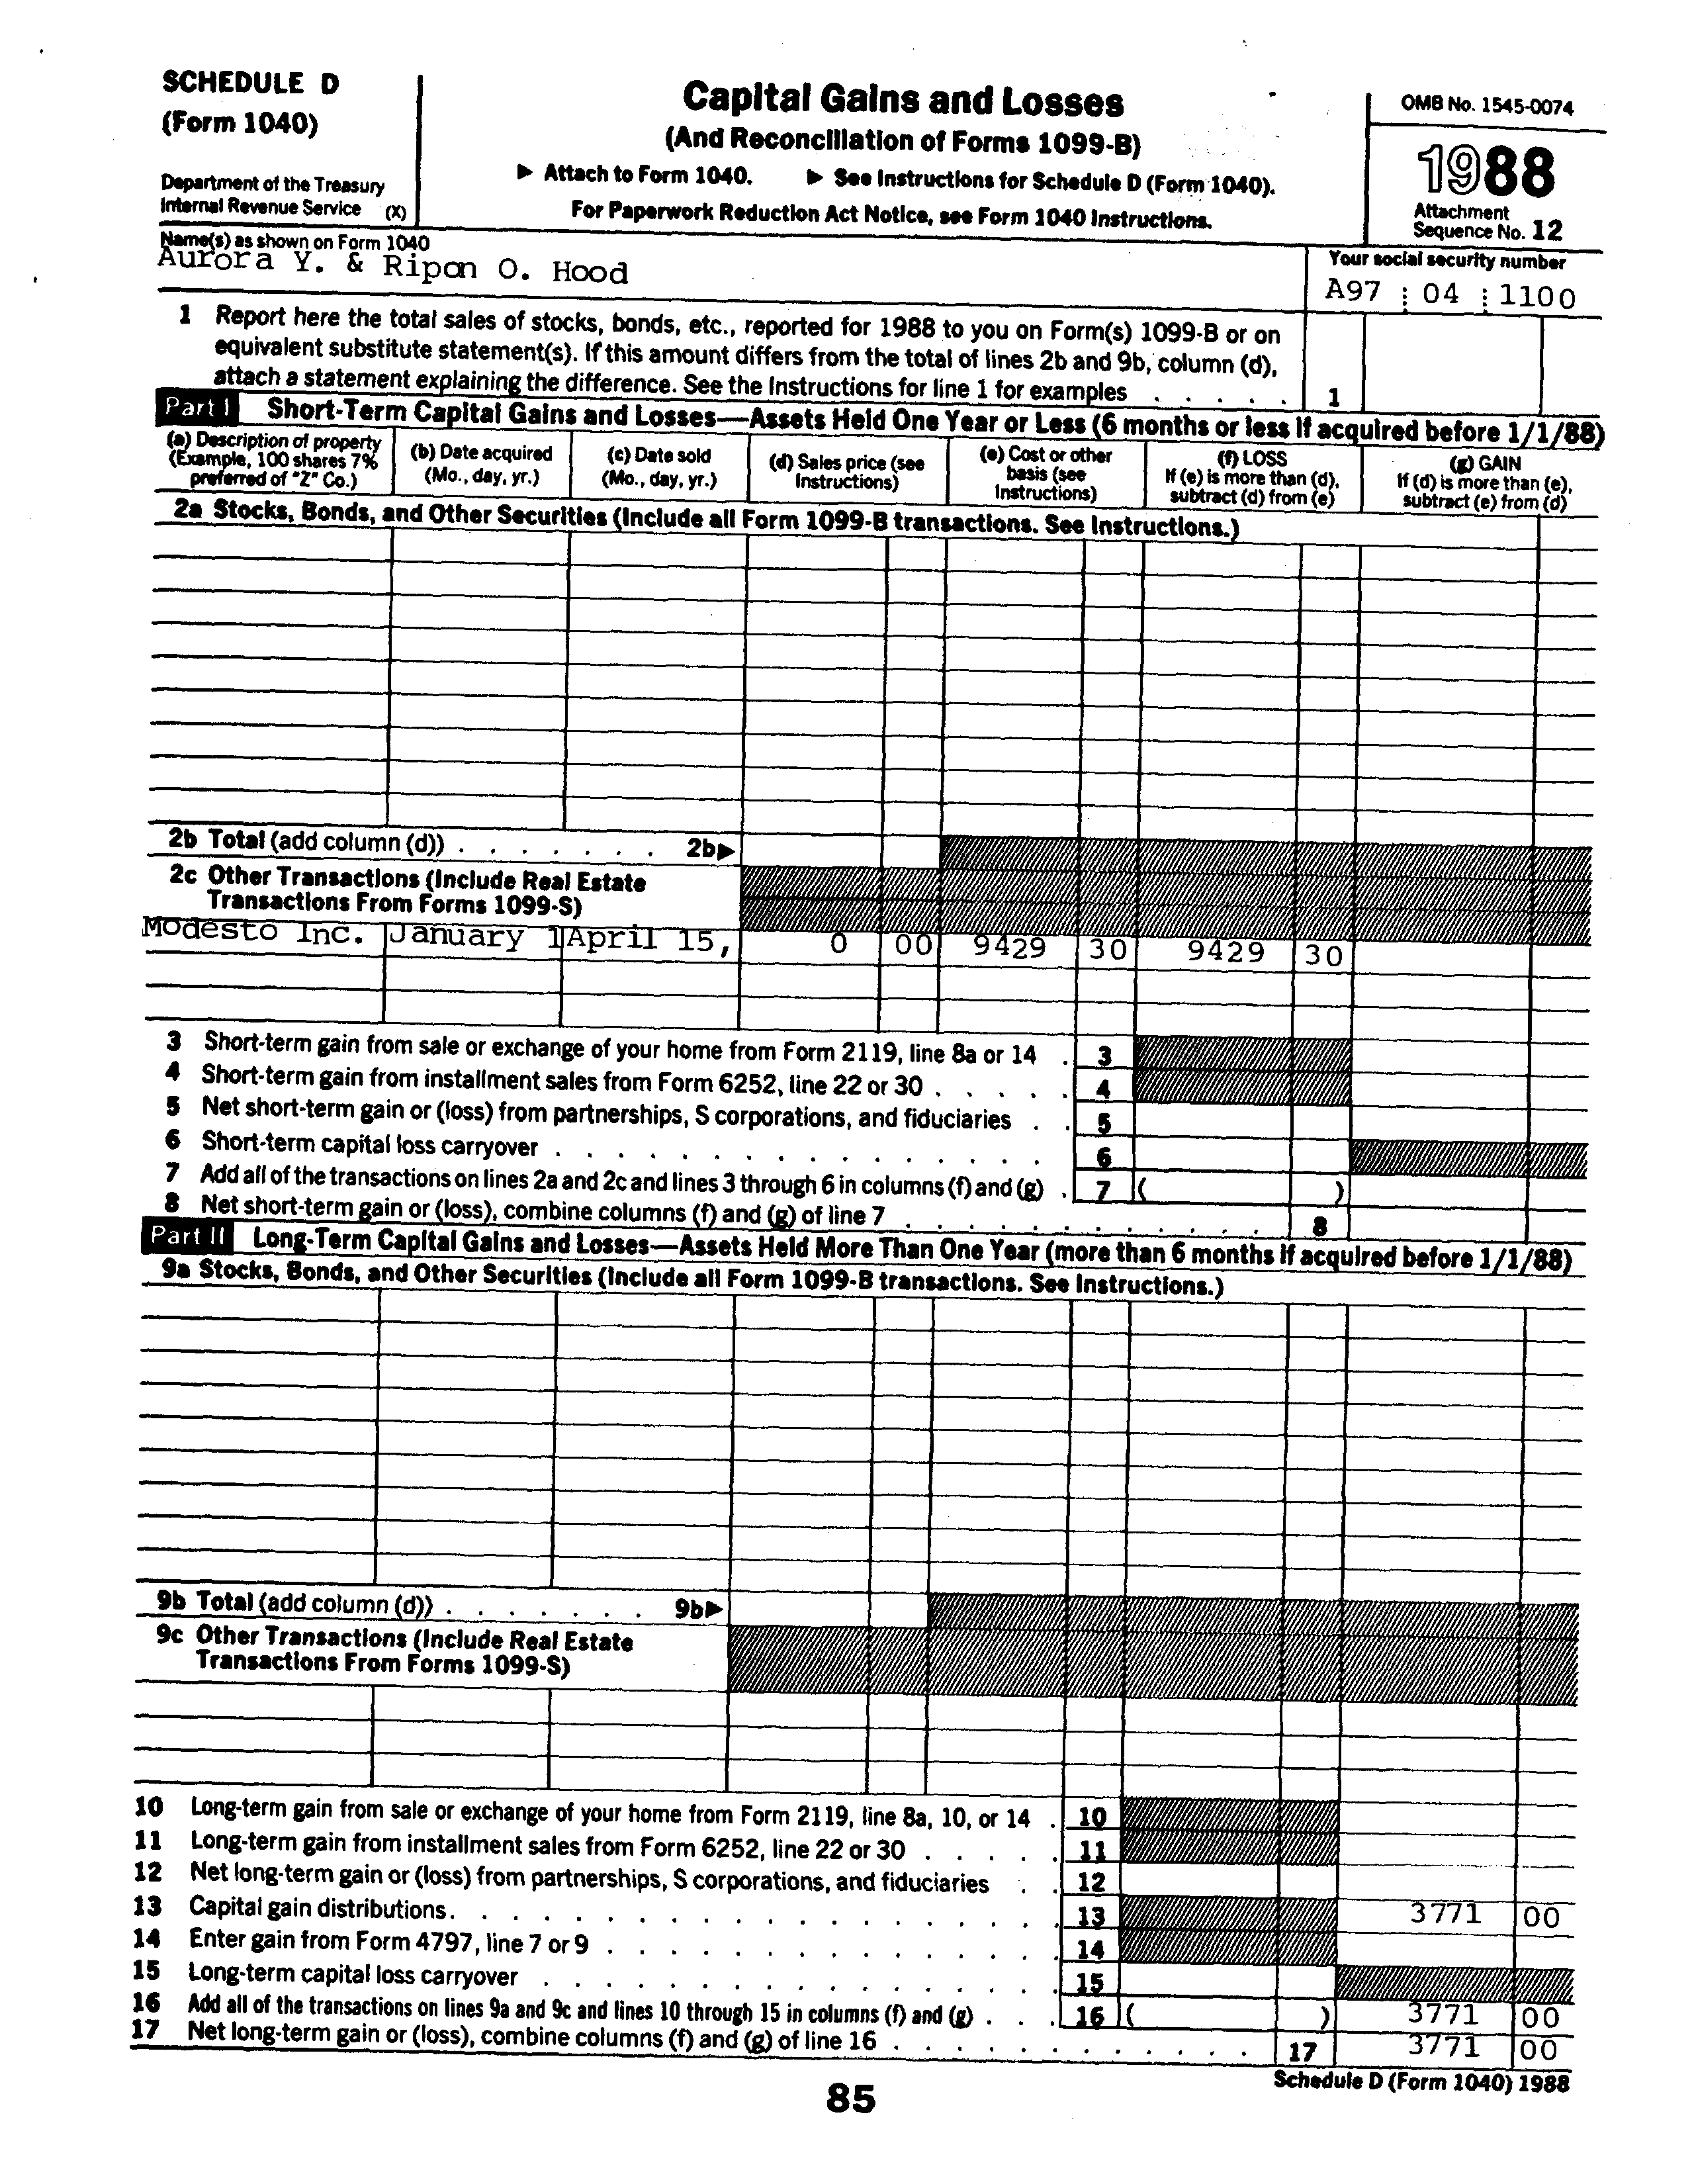 SCHEDULE D
(Form 1040)
Department of the Treasury
Internal Revenue Service (X)
Capital Gains and Losses
(And Reconciliation of Forms 1099-B)
▶ Attach to Form 1040. ▶ See Instructions for Schedule D (Form 1040).
For Paperwork Reduction Act Notice, see Form 1040 Instructions.
OMB No. 1545-0074
1988
Attachment
Sequence No. 12
Name(s) as shown on Form 1040
Aurora Y. & Ripon O. Hood
Your social security number
A97 04 1100
1 Report here the total sales of stocks, bonds, etc., reported for 1988 to you on Form(s) 1099-B or on
equivalent substitute statement(s). If this amount differs from the total of lines 2b and 9b, column (d),
attach a statement explaining the difference. See the Instructions for line 1 for examples . . . . . 1
Part I Short-Term Capital Gains and Losses—Assets Held One Year or Less (6 months or less if acquired before 1/1/88)
(a) Description of property
(Example, 100 shares 7%
preferred of "Z" Co.)
(b) Date acquired
(Mo., day, yr.)
(c) Date sold
(Mo., day, yr.)
(d) Sales price (see
Instructions)
(e) Cost or other
basis (see
Instructions)
(f) LOSS
If (e) is more than (d),
subtract (d) from (e)
(g) GAIN
If (d) is more than (e),
subtract (e) from (d)
2a Stocks, Bonds, and Other Securities (Include all Form 1099-B transactions. See Instructions.)
2b Total (add column (d)) . . . . . . . 2b▶
2c Other Transactions (Include Real Estate
Transactions From Forms 1099-S)
Modesto Inc. January 1 April 15, 0 00 9429 30 9429 30
3 Short-term gain from sale or exchange of your home from Form 2119, line 8a or 14 . 3
4 Short-term gain from installment sales from Form 6252, line 22 or 30 . . . . . 4
5 Net short-term gain or (loss) from partnerships, S corporations, and fiduciaries . . 5
6 Short-term capital loss carryover . . . . . . . . . . . . . . . . 6
7 Add all of the transactions on lines 2a and 2c and lines 3 through 6 in columns (f) and (g) . 7 ( )
8 Net short-term gain or (loss), combine columns (f) and (g) of line 7 . . . . . . . . . . . . 8
Part II Long-Term Capital Gains and Losses—Assets Held More Than One Year (more than 6 months if acquired before 1/1/88)
9a Stocks, Bonds, and Other Securities (Include all Form 1099-B transactions. See Instructions.)
9b Total (add column (d)) . . . . . . . 9b▶
9c Other Transactions (Include Real Estate
Transactions From Forms 1099-S)
10 Long-term gain from sale or exchange of your home from Form 2119, line 8a, 10, or 14 . 10
11 Long-term gain from installment sales from Form 6252, line 22 or 30 . . . . . 11
12 Net long-term gain or (loss) from partnerships, S corporations, and fiduciaries . . 12
13 Capital gain distributions. . . . . . . . . . . . . . . . . . . . 13 3771 00
14 Enter gain from Form 4797, line 7 or 9 . . . . . . . . . . . . . . . 14
15 Long-term capital loss carryover . . . . . . . . . . . . . . . . . 15
16 Add all of the transactions on lines 9a and 9c and lines 10 through 15 in columns (f) and (g) . . . 16 ( ) 3771 00
17 Net long-term gain or (loss), combine columns (f) and (g) of line 16 . . . . . . . . . . . . 17 3771 00
Schedule D (Form 1040) 1988
85